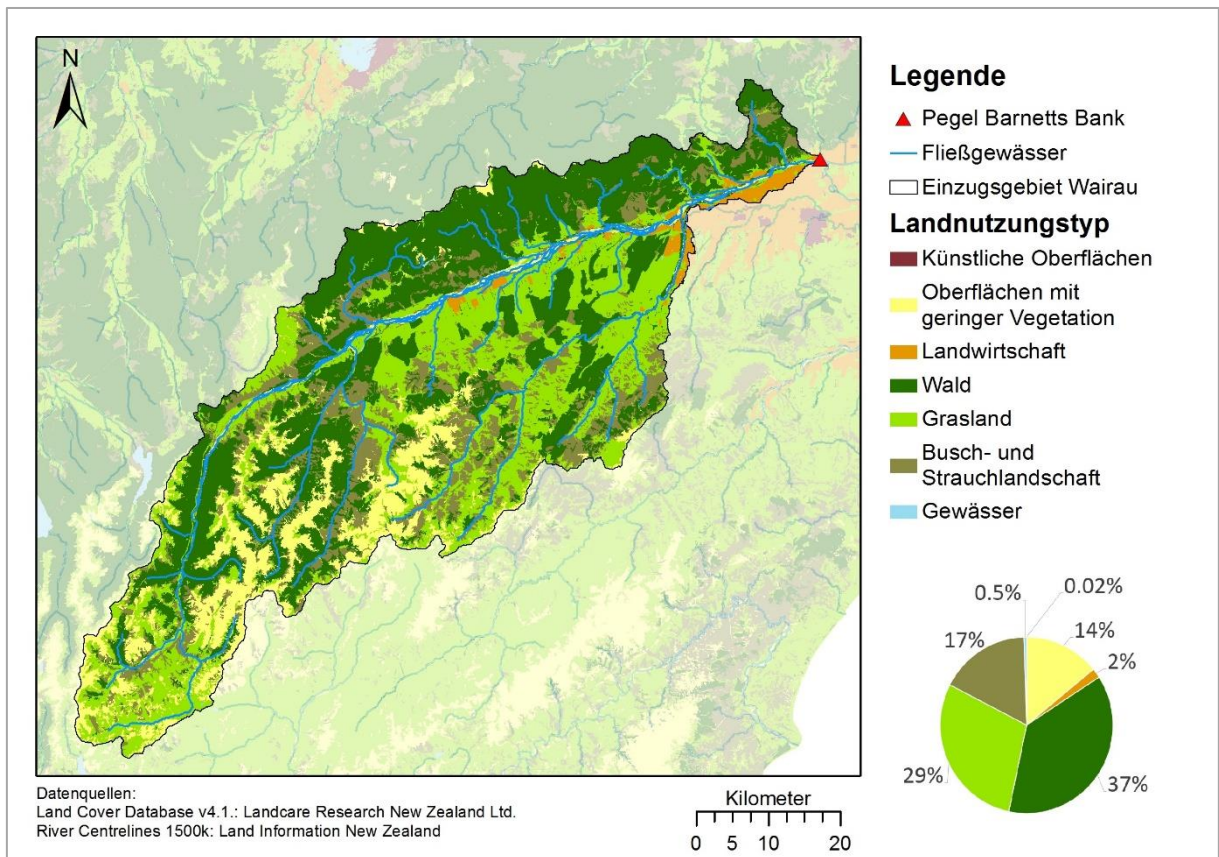 N
Legende
Pegel Barnetts Bank
Fließgewässer
Einzugsgebiet Wairau
Landnutzungstyp
Künstliche Oberflächen
Oberflächen mit
geringer Vegetation
Landwirtschaft
Wald
Grasland
Busch- und
Strauchlandschaft
Gewässer
0.5%
0.02%
14%
17%
2%
29%
37%
Datenquellen:
Land Cover Database v4.1.: Landcare Research New Zealand Ltd.
River Centrelines 1500k: Land Information New Zealand
Kilometer
0 5 10 20